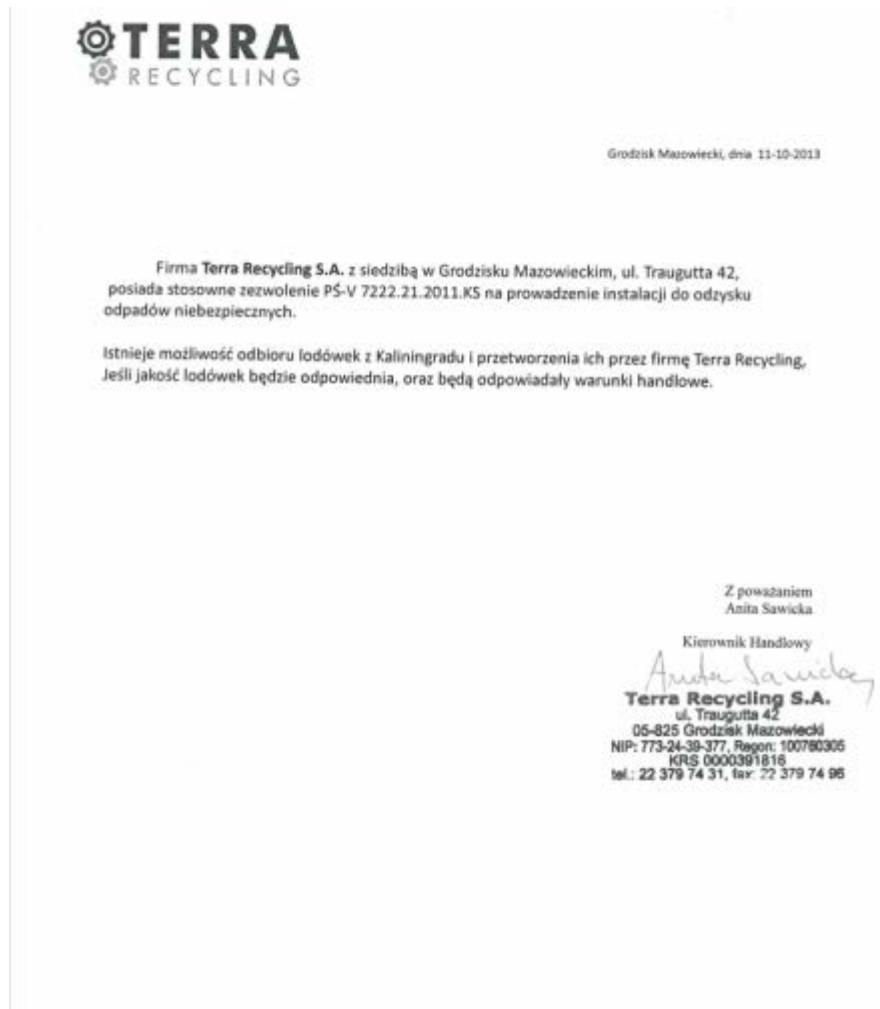 TERRA
RECYCLING
Grodzisk Mazowiecki, dnia 11-10-2013
Firma Terra Recycling S.A. z siedzibą w Grodzisku Mazowieckim, ul. Traugutta 42,
posiada stosowne zezwolenie PŚ-V 7222.21.2011.KS na prowadzenie instalacji do odzysku
odpadów niebezpiecznych.
Istnieje możliwość odbioru lodówek z Kaliningradu i przetworzenia ich przez firmę Terra Recycling,
Jeśli jakość lodówek będzie odpowiednia, oraz będą odpowiadały warunki handlowe.
Z poważaniem
Anita Sawicka
Kierownik Handlowy
Anita Sawicka
Terra Recycling S.A.
ul. Traugutta 42
05-825 Grodzisk Mazowiecki
NIP: 773-24-39-377, Regon: 100760305
KRS 0000391816
tel.: 22 379 74 31, fax: 22 379 74 96